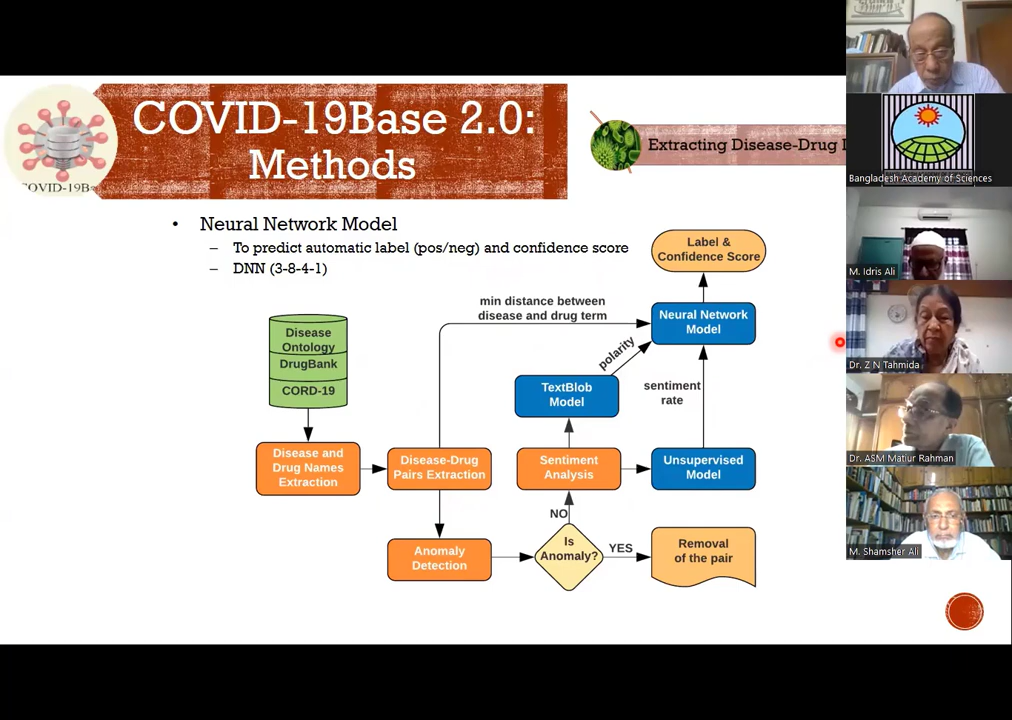 COVID-19Base 2.0:
Methods
COVID-19B
Extracting Disease-Drug
• Neural Network Model
– To predict automatic label (pos/neg) and confidence score
– DNN (3-8-4-1)
Label &
Confidence Score
min distance between
disease and drug term
Neural Network
Model
Disease
Ontology
DrugBank
CORD-19
polarity
TextBlob
Model
sentiment
rate
Disease and
Drug Names
Extraction
Disease-Drug
Pairs Extraction
Sentiment
Analysis
Unsupervised
Model
NO
Anomaly
Detection
Is
Anomaly?
YES
Removal
of the pair
Bangladesh Academy of Sciences
M. Idris Ali
Dr. Z N Tahmida
Dr. ASM Matiur Rahman
M. Shamsher Ali